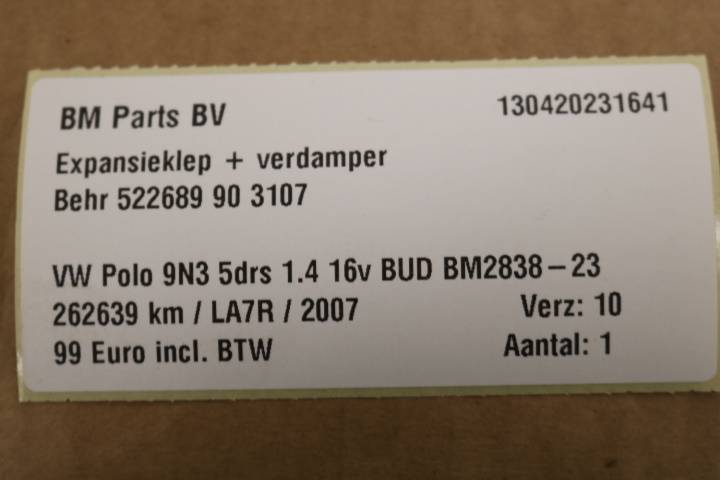 BM Parts BV 130420231641
Expansieklep + verdamper
Behr 522689 90 3107
VW Polo 9N3 5drs 1.4 16v BUD BM2838-23
262639 km / LA7R / 2007 Verz: 10
99 Euro incl. BTW Aantal: 1